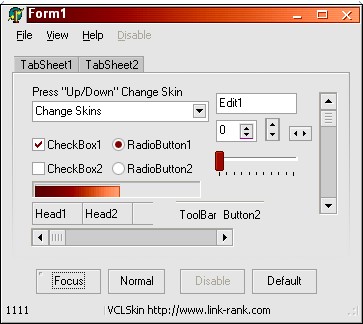 Form1
File View Help Disable
TabSheet1 TabSheet2
Press "Up/Down" Change Skin
Change Skins
Edit1
0
CheckBox1 RadioButton1
CheckBox2 RadioButton2
Head1 Head2 ToolBar Button2
Focus Normal Disable Default
1111 VCLSkin http://www.link-rank.com